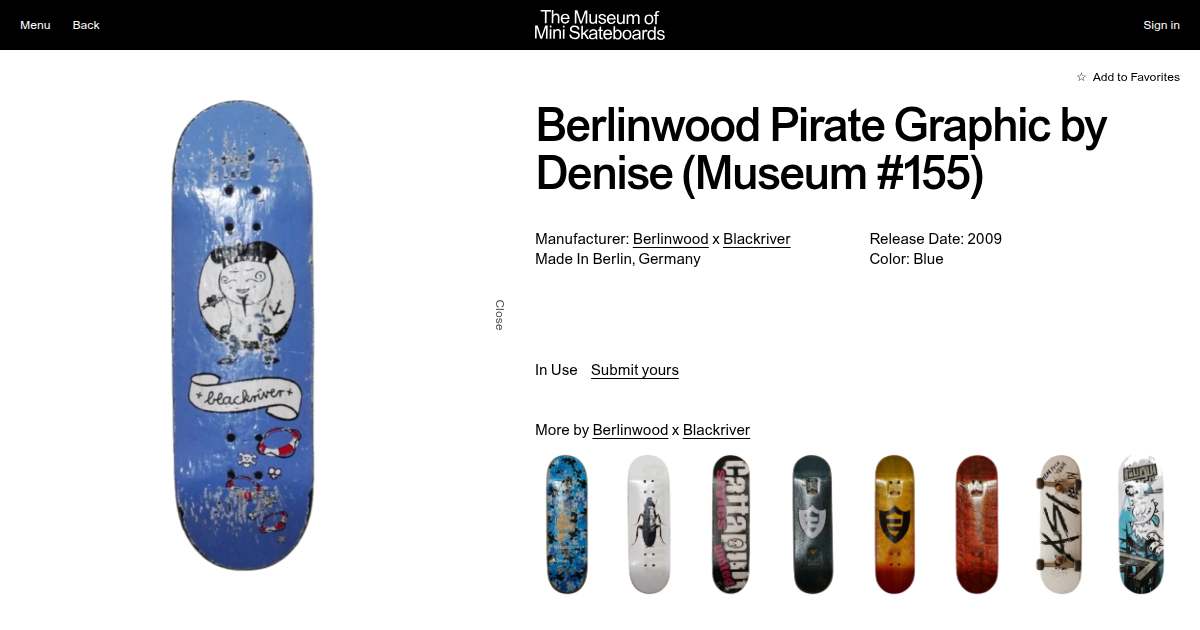 Menu
Back
The Museum of
Mini Skateboards
Sign in
☆ Add to Favorites
Berlinwood Pirate Graphic by
Denise (Museum #155)
Manufacturer: Berlinwood x Blackriver
Made In Berlin, Germany
Release Date: 2009
Color: Blue
blackriver
Close
In Use
Submit yours
More by Berlinwood x Blackriver
cattapult